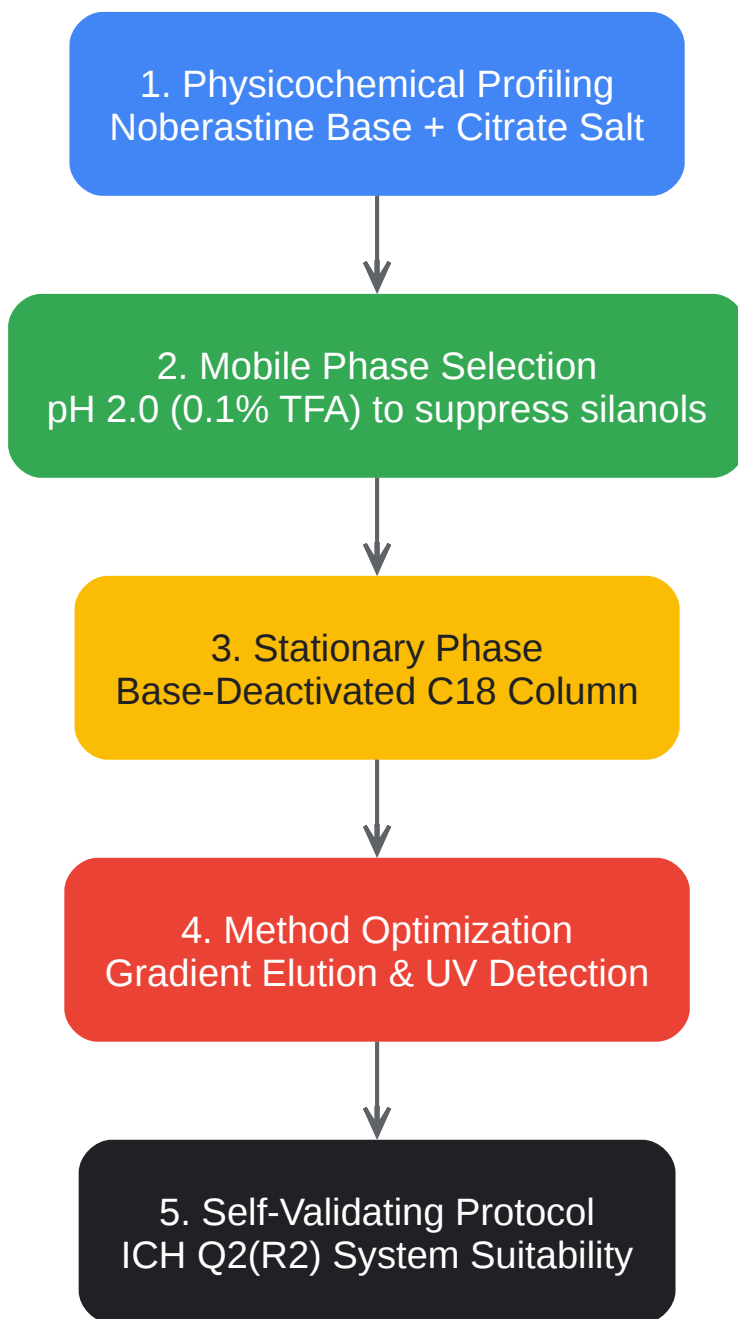 1. Physicochemical Profiling
Noberastine Base + Citrate Salt
2. Mobile Phase Selection
pH 2.0 (0.1% TFA) to suppress silanols
3. Stationary Phase
Base-Deactivated C18 Column
4. Method Optimization
Gradient Elution & UV Detection
5. Self-Validating Protocol
ICH Q2(R2) System Suitability